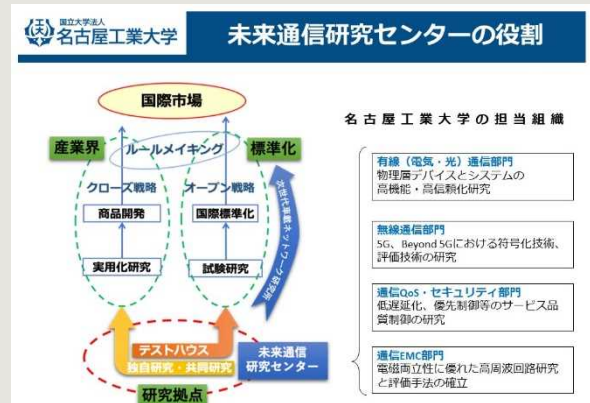 国立大学法人
名古屋工業大学
未来通信研究センターの役割
国際市場
産業界
ルールメイキング
標準化
クローズ戦略
オープン戦略
商品開発
国際標準化
実用化研究
試験研究
次世代車載ネットワーク研究所
テストハウス
独自研究・共同研究
未来通信
研究センター
研究拠点
名古屋工業大学の担当組織
有線（電気・光）通信部門
物理層デバイスとシステムの
高機能・高信頼化研究
無線通信部門
5G、Beyond 5Gにおける符号化技術、
評価技術の研究
通信QoS・セキュリティ部門
低遅延化、優先制御等のサービス品
質制御の研究
通信EMC部門
電磁両立性に優れた高周波回路研究
と評価手法の確立